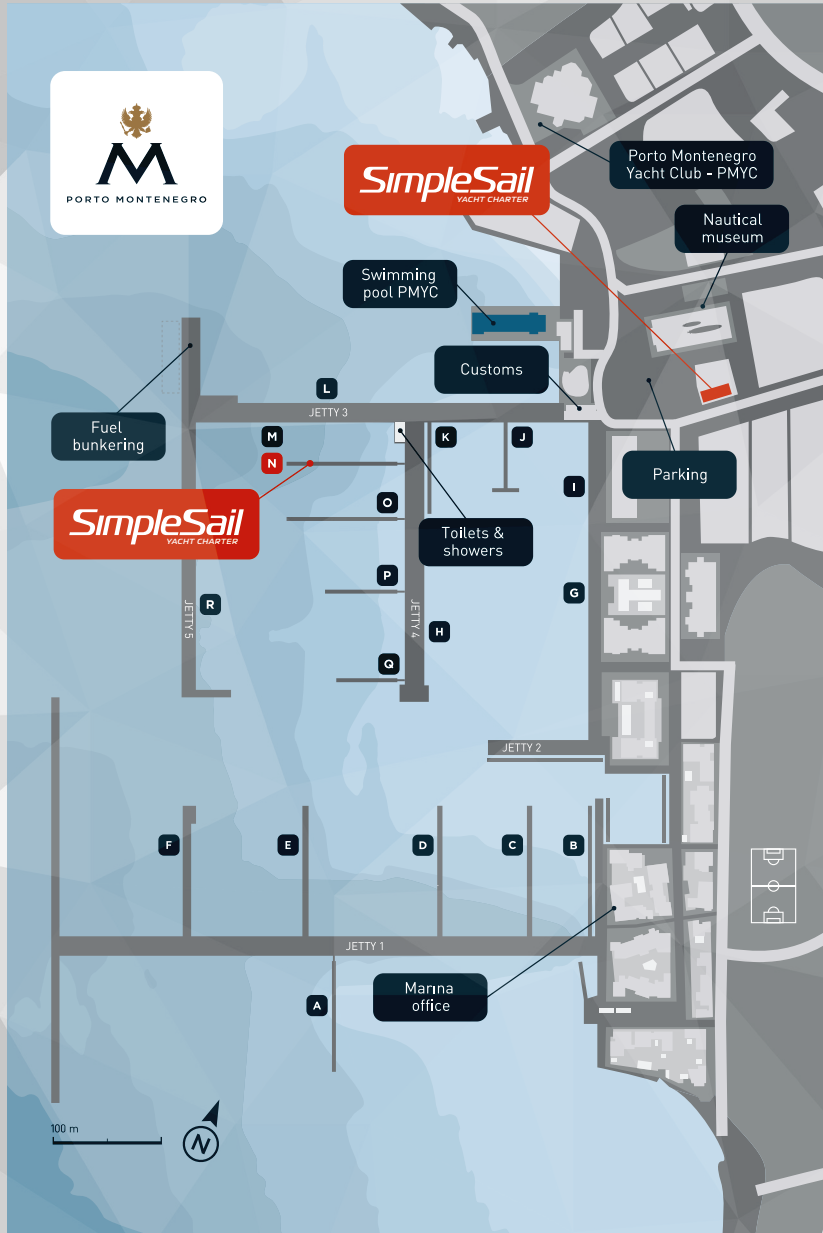 M
PORTO MONTENEGRO
SimpleSail
YACHT CHARTER
Porto Montenegro
Yacht Club - PMYC
Nautical
museum
Swimming
pool PMYC
Customs
L
JETTY 3
Fuel
bunkering
M
K
J
N
Parking
I
O
SimpleSail
YACHT CHARTER
Toilets &
showers
P
G
R
JETTY 5
JETTY 4
H
Q
JETTY 2
F
E
D
C
B
JETTY 1
Marina
office
A
100 m
N